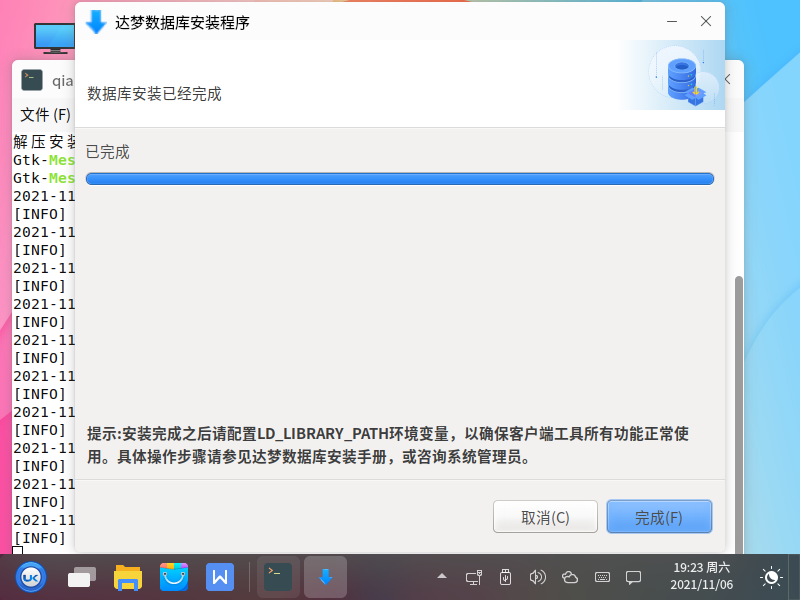 达梦数据库安装程序
数据库安装已经完成
qia
文件 (F)
已完成
解压安装
Gtk-Mes
Gtk-Mes
2021-11
[INFO]
2021-11
[INFO]
2021-11
[INFO]
2021-11
[INFO]
2021-11
[INFO]
2021-11
[INFO]
2021-11
[INFO]
2021-11
[INFO]
2021-11
[INFO]
2021-11
[INFO]
提示:安装完成之后请配置LD_LIBRARY_PATH环境变量，以确保客户端工具所有功能正常使
用。具体操作步骤请参见达梦数据库安装手册，或咨询系统管理员。
取消(C)
完成(F)
UK
W
19:23 周六
2021/11/06